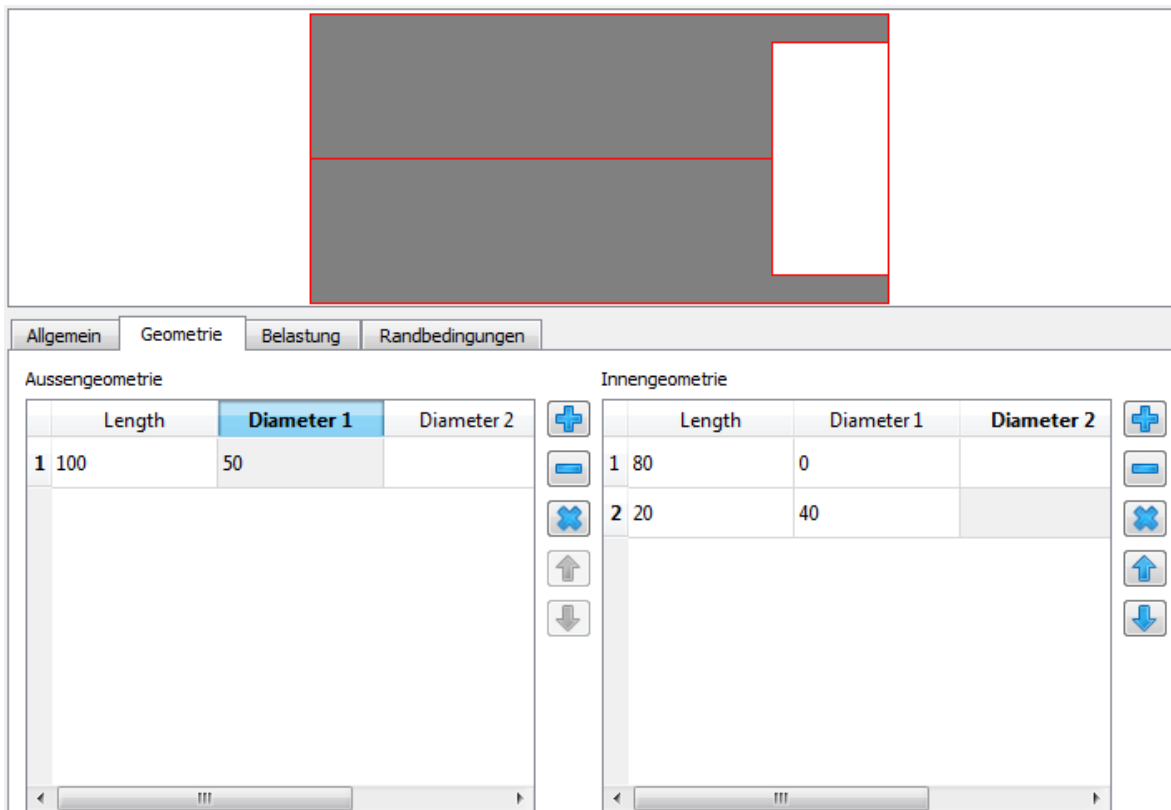 Allgemein Geometrie Belastung Randbedingungen
Aussengeometrie
Length Diameter 1 Diameter 2
1 100 50
Innengeometrie
Length Diameter 1 Diameter 2
1 80 0
2 20 40